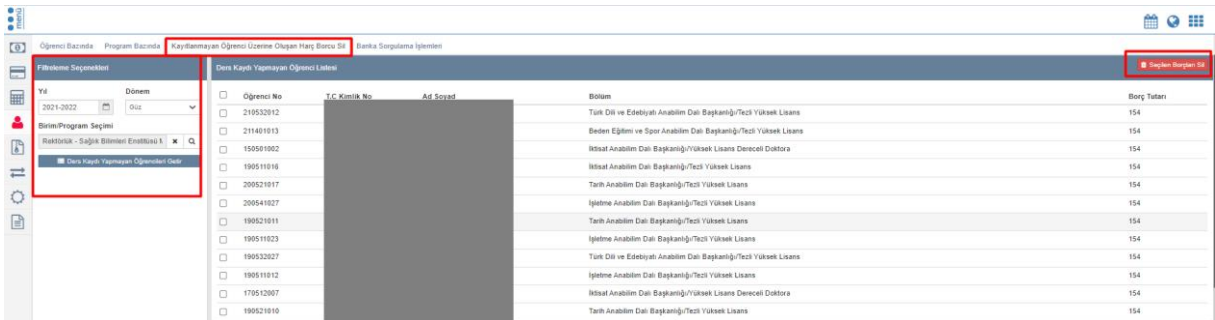 menü
Öğrenci Bazında Program Bazında Kayıtlanmayan Öğrenci Üzerine Oluşan Harç Borcu Sil Banka Sorgulama İşlemleri
Filtreleme Seçenekleri
Yıl Dönem
2021-2022 Güz
Birim/Program Seçimi
Rektörlük - Sağlık Bilimleri Enstitüsü
Ders Kaydı Yapmayan Öğrencileri Getir
Ders Kaydı Yapmayan Öğrenci Listesi Seçilen Borçları Sil
Öğrenci No T.C Kimlik No Ad Soyad Bölüm Borç Tutarı
210532012 Türk Dili ve Edebiyatı Anabilim Dalı Başkanlığı/Tezli Yüksek Lisans 154
211401013 Beden Eğitimi ve Spor Anabilim Dalı Başkanlığı/Tezli Yüksek Lisans 154
150501002 İktisat Anabilim Dalı Başkanlığı/Yüksek Lisans Dereceli Doktora 154
190511016 İktisat Anabilim Dalı Başkanlığı/Tezli Yüksek Lisans 154
200521017 Tarih Anabilim Dalı Başkanlığı/Tezli Yüksek Lisans 154
200541027 İşletme Anabilim Dalı Başkanlığı/Tezli Yüksek Lisans 154
190521011 Tarih Anabilim Dalı Başkanlığı/Tezli Yüksek Lisans 154
190511023 İşletme Anabilim Dalı Başkanlığı/Tezli Yüksek Lisans 154
190532027 Türk Dili ve Edebiyatı Anabilim Dalı Başkanlığı/Tezli Yüksek Lisans 154
190511012 İşletme Anabilim Dalı Başkanlığı/Tezli Yüksek Lisans 154
170512007 İktisat Anabilim Dalı Başkanlığı/Yüksek Lisans Dereceli Doktora 154
190521010 Tarih Anabilim Dalı Başkanlığı/Tezli Yüksek Lisans 154